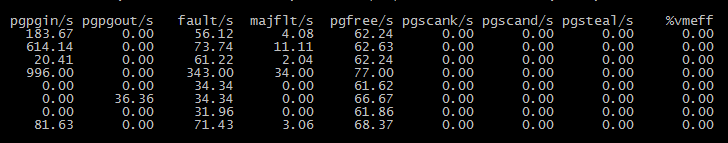 pgpgin/s pgpgout/s fault/s majflt/s pgfree/s pgscank/s pgscand/s pgsteal/s %vmeff
183.67 0.00 56.12 4.08 62.24 0.00 0.00 0.00 0.00
614.14 0.00 73.74 11.11 62.63 0.00 0.00 0.00 0.00
20.41 0.00 61.22 2.04 62.24 0.00 0.00 0.00 0.00
996.00 0.00 343.00 34.00 77.00 0.00 0.00 0.00 0.00
0.00 0.00 34.34 0.00 61.62 0.00 0.00 0.00 0.00
0.00 36.36 34.34 0.00 66.67 0.00 0.00 0.00 0.00
0.00 0.00 31.96 0.00 61.86 0.00 0.00 0.00 0.00
81.63 0.00 71.43 3.06 68.37 0.00 0.00 0.00 0.00